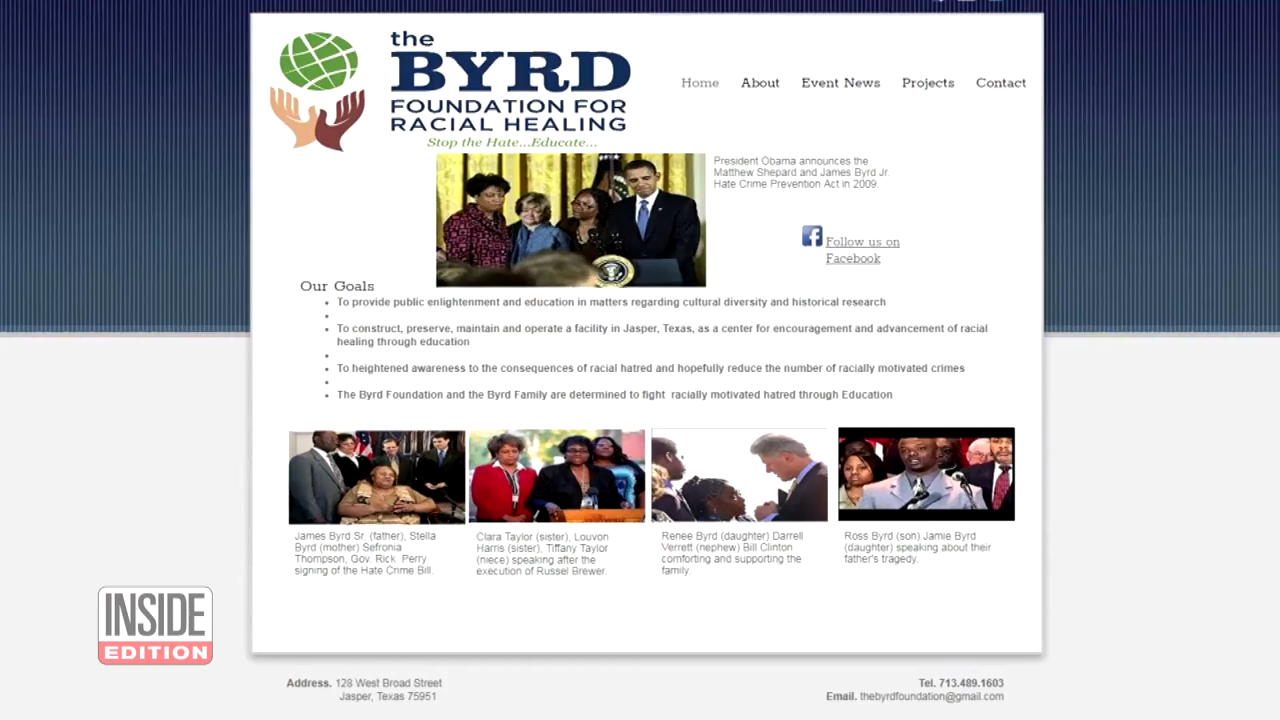 the
BYRD
FOUNDATION FOR
RACIAL HEALING
Stop the Hate...Educate...
Home About Event News Projects Contact
President Obama announces the
Matthew Shepard and James Byrd Jr.
Hate Crime Prevention Act in 2009.
Follow us on
Facebook
Our Goals
To provide public enlightenment and education in matters regarding cultural diversity and historical research
To construct, preserve, maintain and operate a facility in Jasper, Texas, as a center for encouragement and advancement of racial
healing through education
To heightened awareness to the consequences of racial hatred and hopefully reduce the number of racially motivated crimes
The Byrd Foundation and the Byrd Family are determined to fight racially motivated hatred through Education
James Byrd Sr. (father), Stella
Byrd (mother) Sefronia
Thompson, Gov. Rick Perry
signing of the Hate Crime Bill.
Clara Taylor (sister), Louvon
Harris (sister), Tiffany Taylor
(niece) speaking after the
execution of Russel Brewer.
Renee Byrd (daughter) Darrell
Verrett (nephew) Bill Clinton
comforting and supporting the
family.
Ross Byrd (son) Jamie Byrd
(daughter) speaking about their
father's tragedy.
INSIDE
EDITION
Address. 128 West Broad Street
Jasper, Texas 75951
Tel. 713.489.1603
Email. thebyrdfoundation@gmail.com